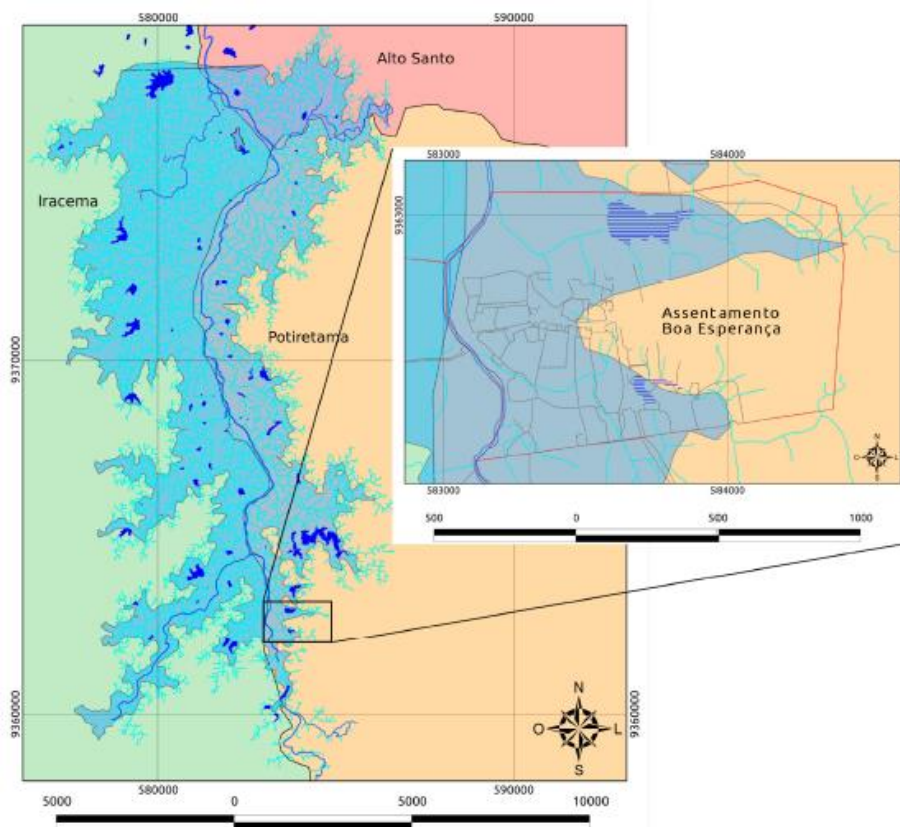 580000
590000
Alto Santo
Iracema
Potiretama
583000
584000
9363000
Assentamento
Boa Esperança
N
O
L
S
583000
584000
500
0
500
1000
9370000
9360000
9360000
N
O
L
S
580000
590000
5000
0
5000
10000